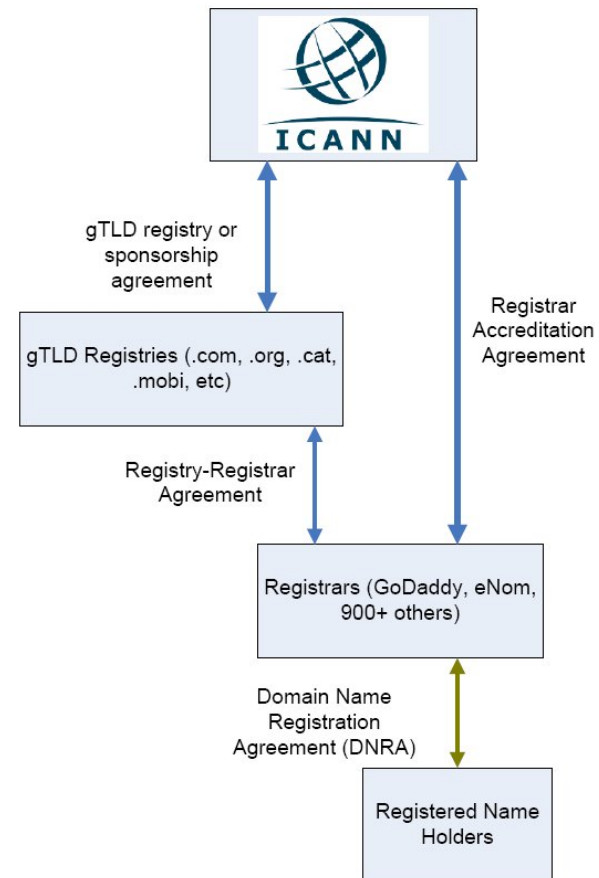 ICANN
gTLD registry or
sponsorship
agreement
Registrar
Accreditation
Agreement
gTLD Registries (.com, .org, .cat,
.mobi, etc)
Registry-Registrar
Agreement
Registrars (GoDaddy, eNom,
900+ others)
Domain Name
Registration
Agreement (DNRA)
Registered Name
Holders